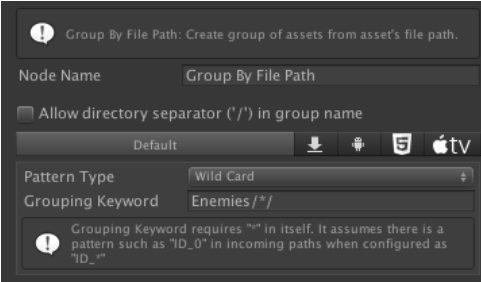 Group By File Path: Create group of assets from asset's file path.
Node Name Group By File Path
Allow directory separator ('/') in group name
Default 5 tv
Pattern Type Wild Card
Grouping Keyword Enemies/*/
Grouping Keyword requires "*" in itself. It assumes there is a
pattern such as "ID_0" in incoming paths when configured as
"ID_*"